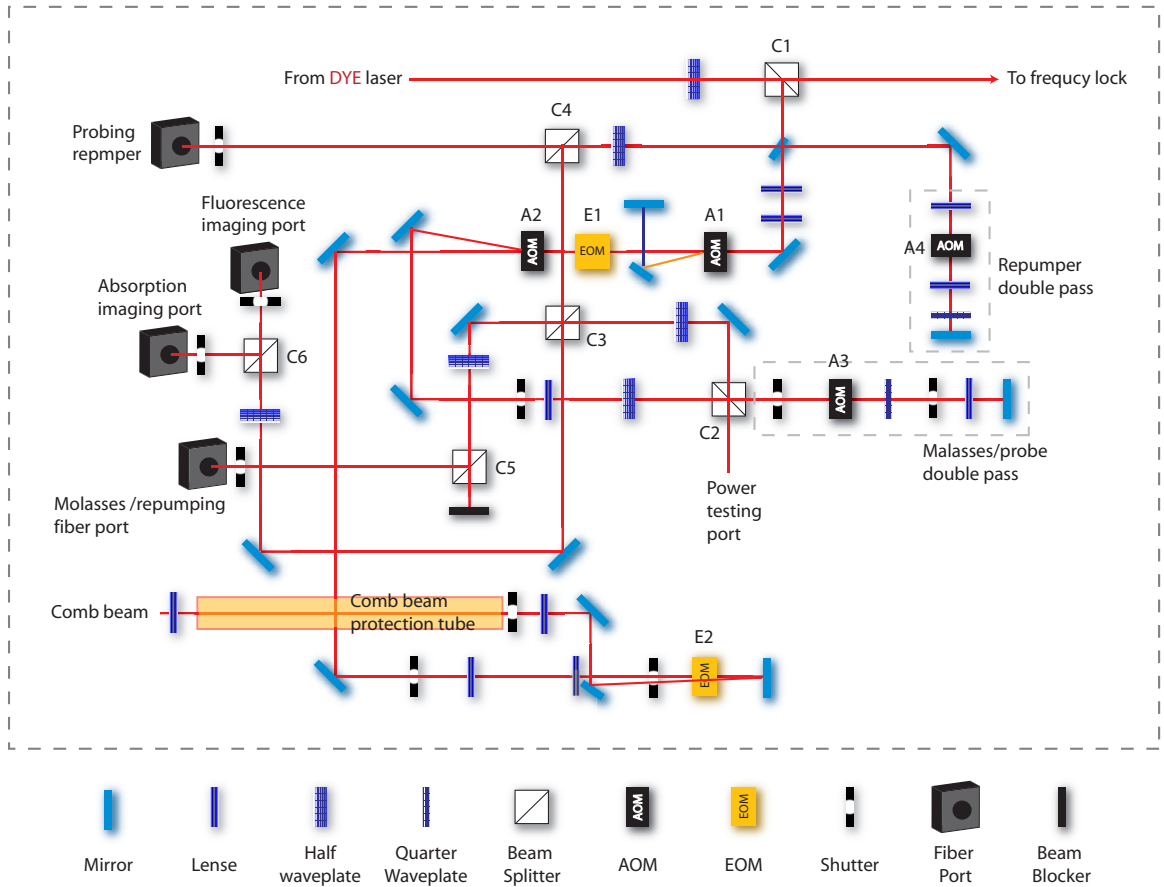 C1
From DYE laser
To frequcy lock
C4
Probing
repmper
Fluorescence
imaging port
A2
E1
A1
AOM
EOM
AOM
A4
AOM
Repumper
double pass
Absorption
imaging port
C6
C3
A3
AOM
C2
Malasses/probe
double pass
C5
Power
testing
port
Molasses /repumping
fiber port
Comb beam
Comb beam
protection tube
E2
EOM
AOM
EOM
Mirror
Lense
Half
waveplate
Quarter
Waveplate
Beam
Splitter
AOM
EOM
Shutter
Fiber
Port
Beam
Blocker